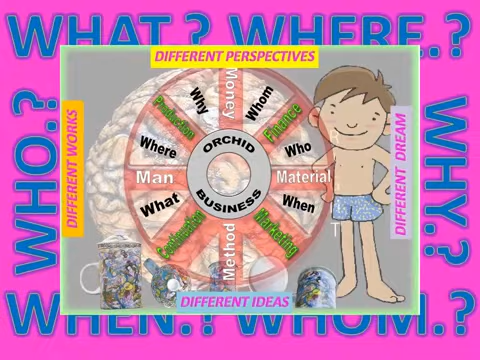 WHAT.? WHERE.?
DIFFERENT PERSPECTIVES
WHO.?
DIFFERENT WORKS
Money
Whom
Finance
Who
Material
When
Marketing
Method
What
Man
Where
Production
Why
ORCHID
BUSINESS
DIFFERENT DREAM
WHY.?
DIFFERENT IDEAS
WHEN.? WHOM.?